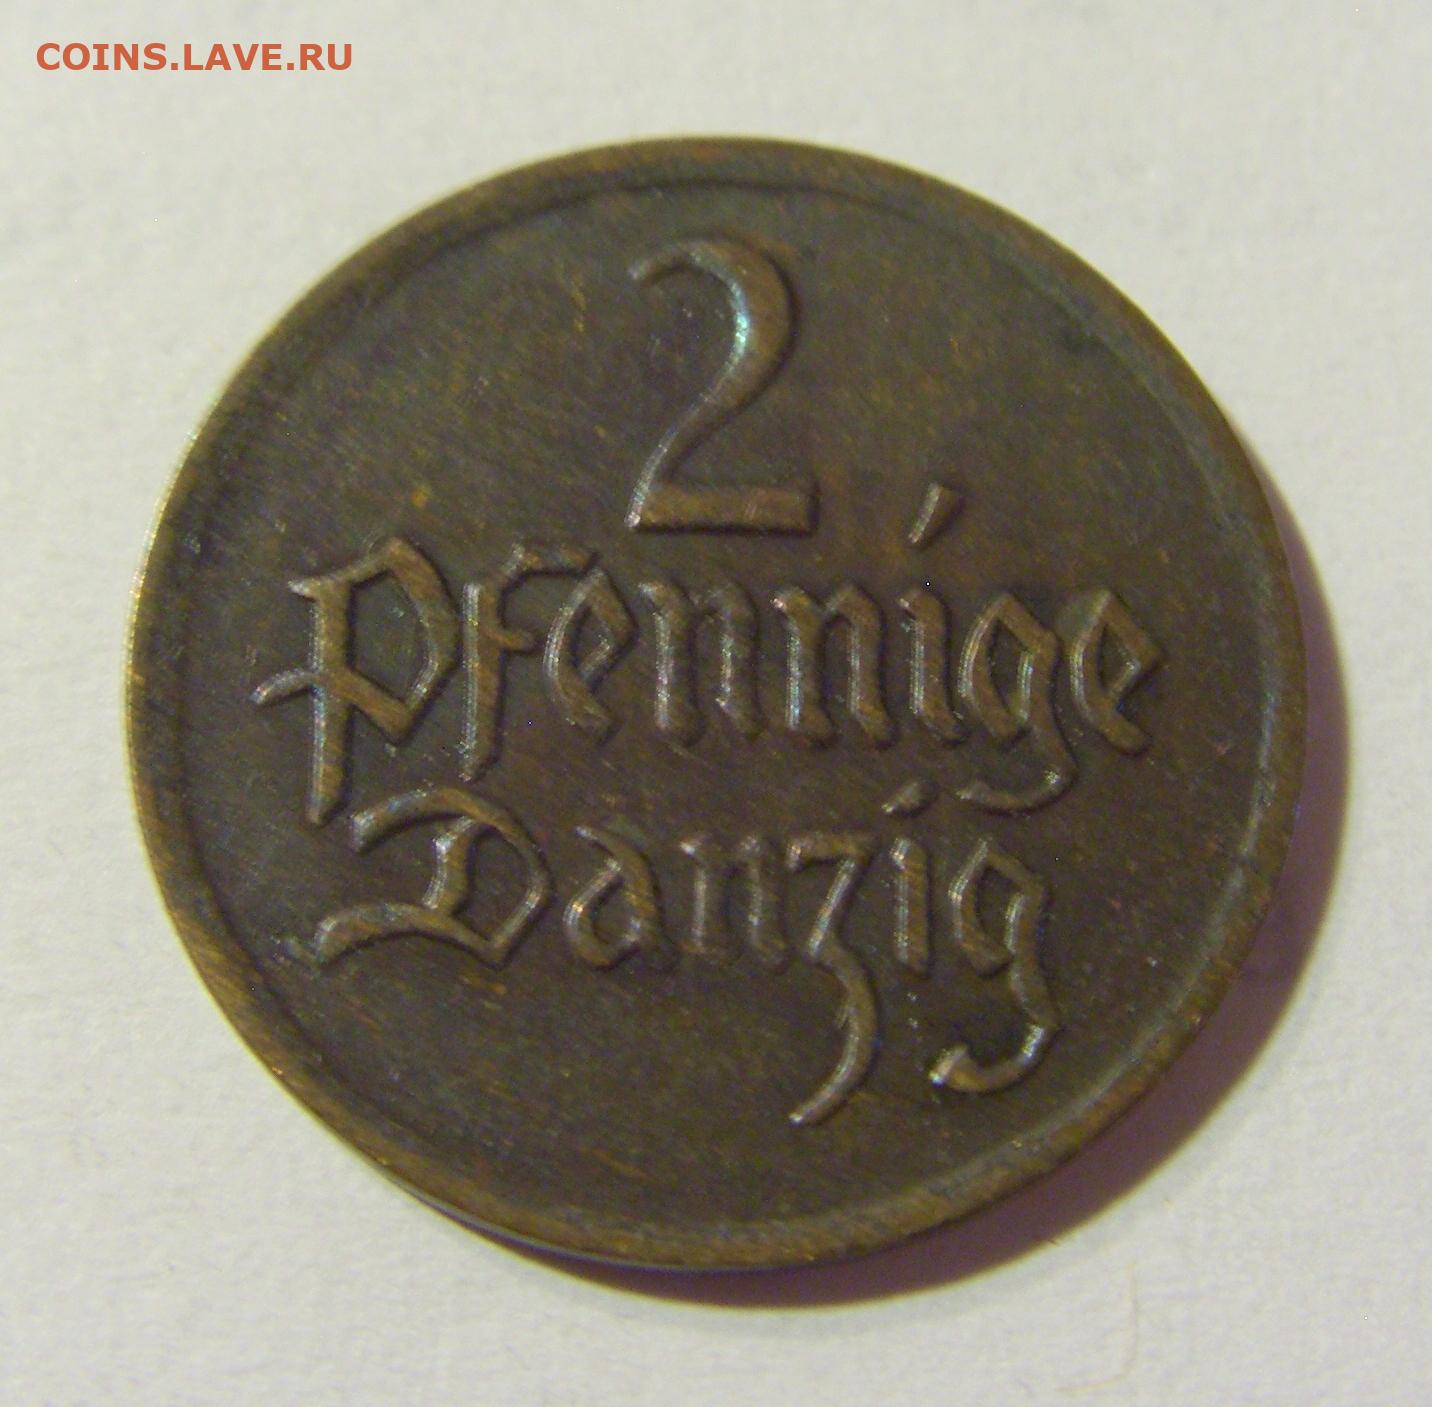 COINS.LAVE.RU
2
Pfennige
Danzig